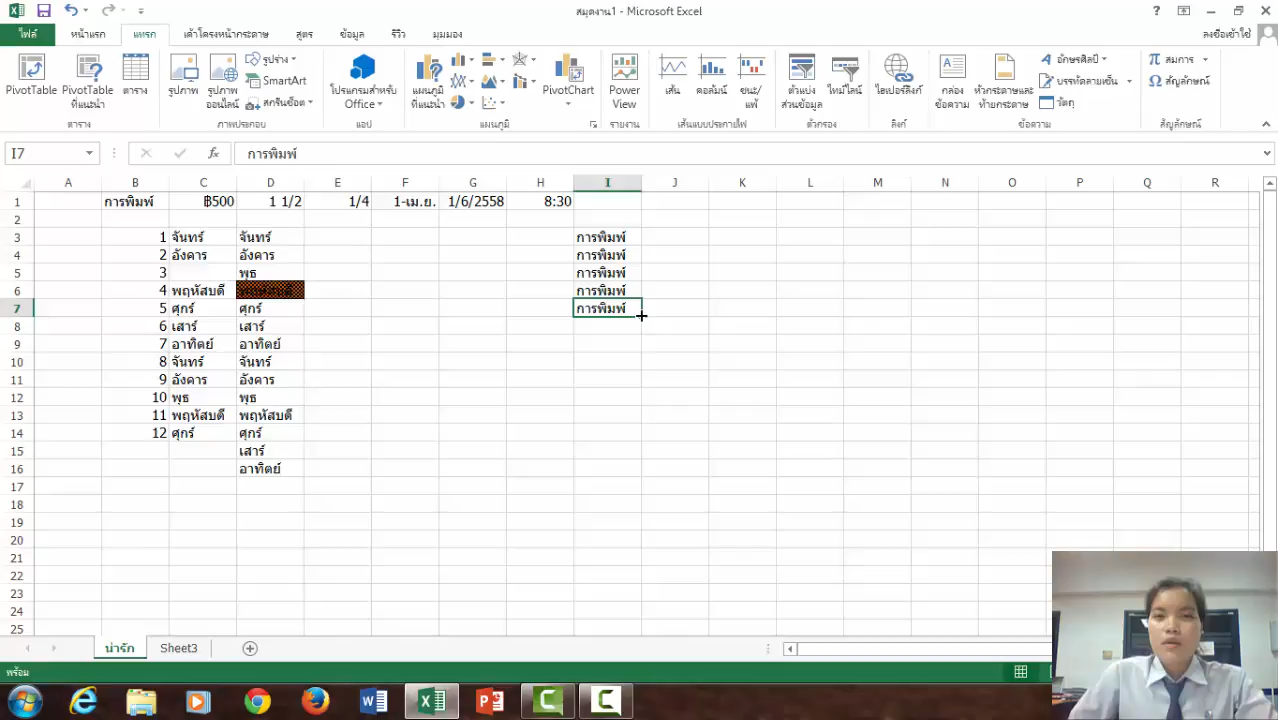 สมุดงาน1 - Microsoft Excel
ไฟล์ หน้าแรก แทรก เค้าโครงหน้ากระดาษ สูตร ข้อมูล รีวิว มุมมอง ลงชื่อเข้าใช้
PivotTable PivotTable ที่แนะนำ ตาราง รูปภาพ รูปภาพ ออนไลน์ รูปร่าง SmartArt สกรีนช็อต โปรแกรมสำหรับ Office แผนภูมิ ที่แนะนำ PivotChart Power View เส้น คอลัมน์ ชนะ/ แพ้ ตัวแบ่ง ส่วนข้อมูล ไทม์ไลน์ ไฮเปอร์ลิงก์ กล่อง ข้อความ หัวกระดาษและ ท้ายกระดาษ อักษรศิลป์ บรรทัดลายเซ็น วัตถุ สมการ สัญลักษณ์
ตาราง ภาพประกอบ แอป แผนภูมิ รายงาน เส้นแบบประกายไฟ ตัวกรอง ลิงก์ ข้อความ สัญลักษณ์
I7 fx การพิมพ์
A B C D E F G H I J K L M N O P Q R
1 การพิมพ์ ฿500 1 1/2 1/4 1-เม.ย. 1/6/2558 8:30
2
3 1 จันทร์ จันทร์ การพิมพ์
4 2 อังคาร อังคาร การพิมพ์
5 3 พุธ การพิมพ์
6 4 พฤหัสบดี พฤหัสบดี การพิมพ์
7 5 ศุกร์ ศุกร์ การพิมพ์
8 6 เสาร์ เสาร์
9 7 อาทิตย์ อาทิตย์
10 8 จันทร์ จันทร์
11 9 อังคาร อังคาร
12 10 พุธ พุธ
13 11 พฤหัสบดี พฤหัสบดี
14 12 ศุกร์ ศุกร์
15 เสาร์
16 อาทิตย์
17
18
19
20
21
22
23
24
25
น่ารัก Sheet3
พร้อม